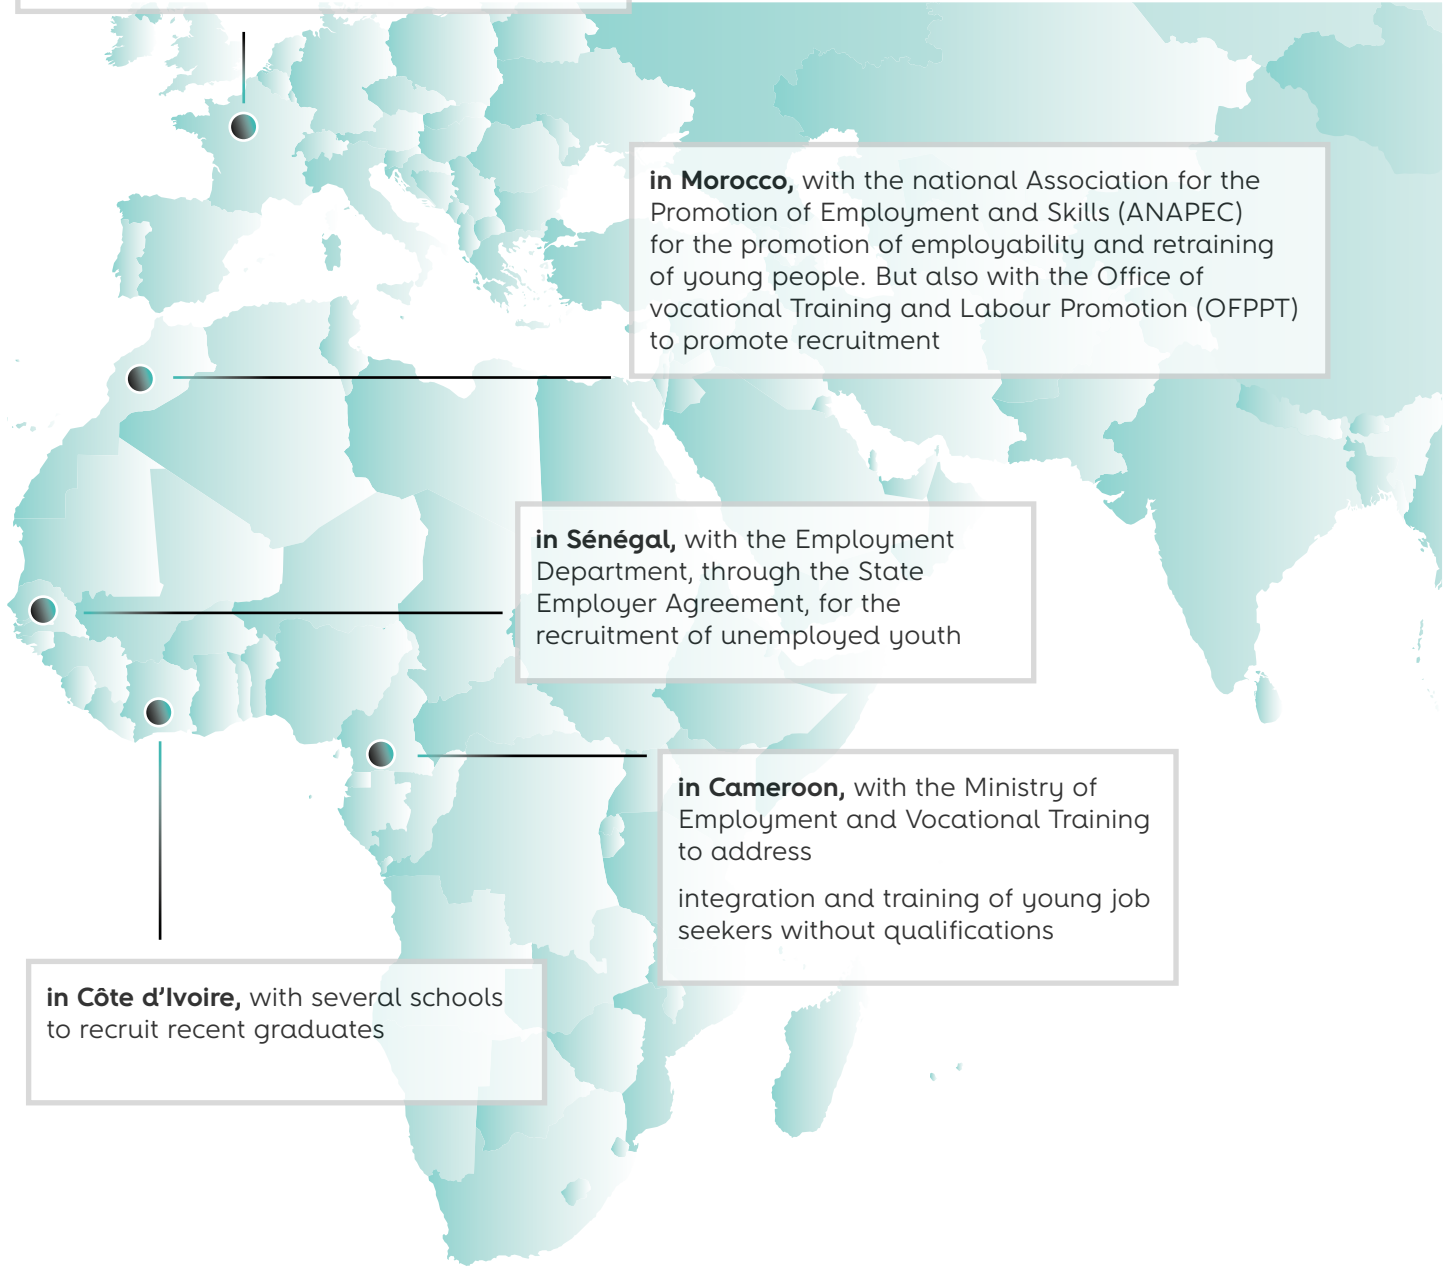 in Morocco, with the national Association for the
Promotion of Employment and Skills (ANAPEC)
for the promotion of employability and retraining
of young people. But also with the Office of
vocational Training and Labour Promotion (OFPPT)
to promote recruitment
in Sénégal, with the Employment
Department, through the State
Employer Agreement, for the
recruitment of unemployed youth
in Cameroon, with the Ministry of
Employment and Vocational Training
to address
integration and training of young job
seekers without qualifications
in Côte d’Ivoire, with several schools
to recruit recent graduates